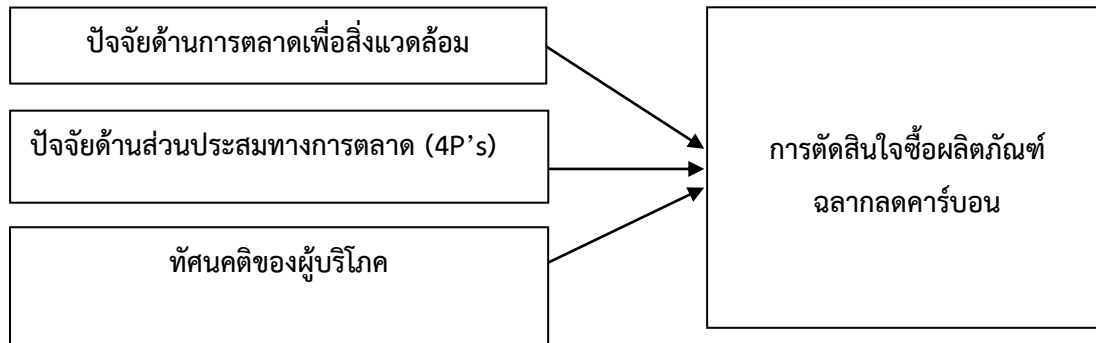 ปัจจัยด้านการตลาดเพื่อสิ่งแวดล้อม
ปัจจัยด้านส่วนประสมทางการตลาด (4P’s)
ทัศนคติของผู้บริโภค
การตัดสินใจซื้อผลิตภัณฑ์
ฉลากลดคาร์บอน